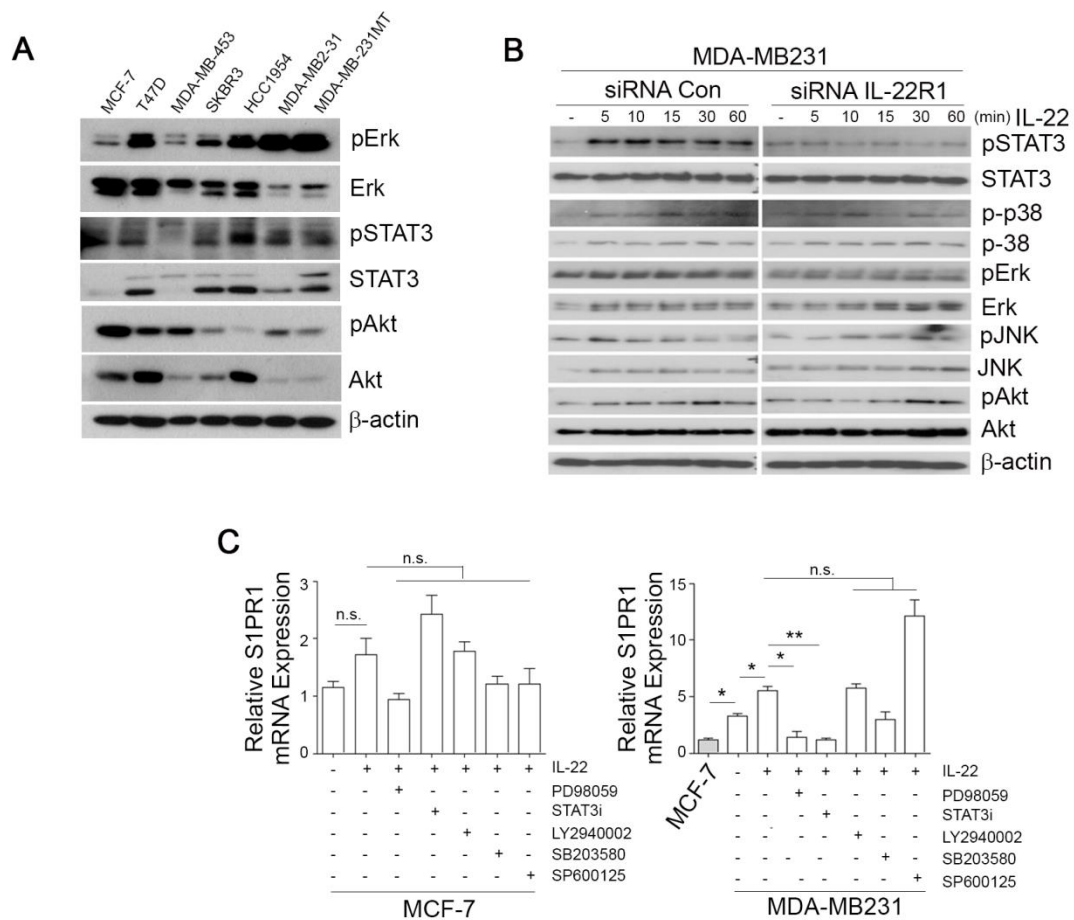 A
MCF-7
T47D
MDA-MB-453
SKBR3
HCC1954
MDA-MB2-31
MDA-MB-231MT
pErk
Erk
pSTAT3
STAT3
pAkt
Akt
β-actin
B
MDA-MB231
siRNA Con
siRNA IL-22R1
- 5 10 15 30 60 - 5 10 15 30 60 (min) IL-22
pSTAT3
STAT3
p-p38
p-38
pErk
Erk
pJNK
JNK
pAkt
Akt
β-actin
C
Relative S1PR1
mRNA Expression
3
2
1
0
n.s.
n.s.
- + + + + + + IL-22
- - + - - - - PD98059
- - - + - - - STAT3i
- - - - + - - LY2940002
- - - - - + - SB203580
- - - - - - + SP600125
MCF-7
Relative S1PR1
mRNA Expression
15
10
5
0
n.s.
**
*
*
*
MCF-7
- + + + + + + IL-22
- - + - - - - PD98059
- - - + - - - STAT3i
- - - - + - - LY2940002
- - - - - + - SB203580
- - - - - - + SP600125
MDA-MB231